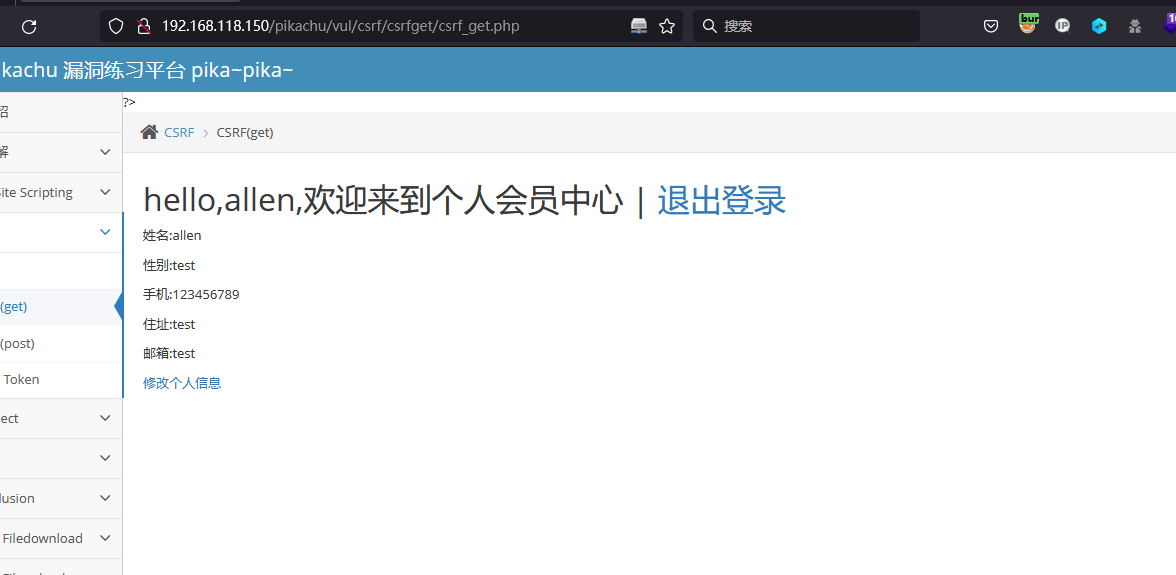 192.168.118.150/pikachu/vul/csrf/csrfget/csrf_get.php
搜索
bur
IP
kachu 漏洞练习平台 pika~pika~
?>
绍
CSRF > CSRF(get)
解
ite Scripting
hello,allen,欢迎来到个人会员中心 | 退出登录
姓名:allen
性别:test
(get)
手机:123456789
住址:test
(post)
邮箱:test
Token
修改个人信息
ect
lusion
Filedownload